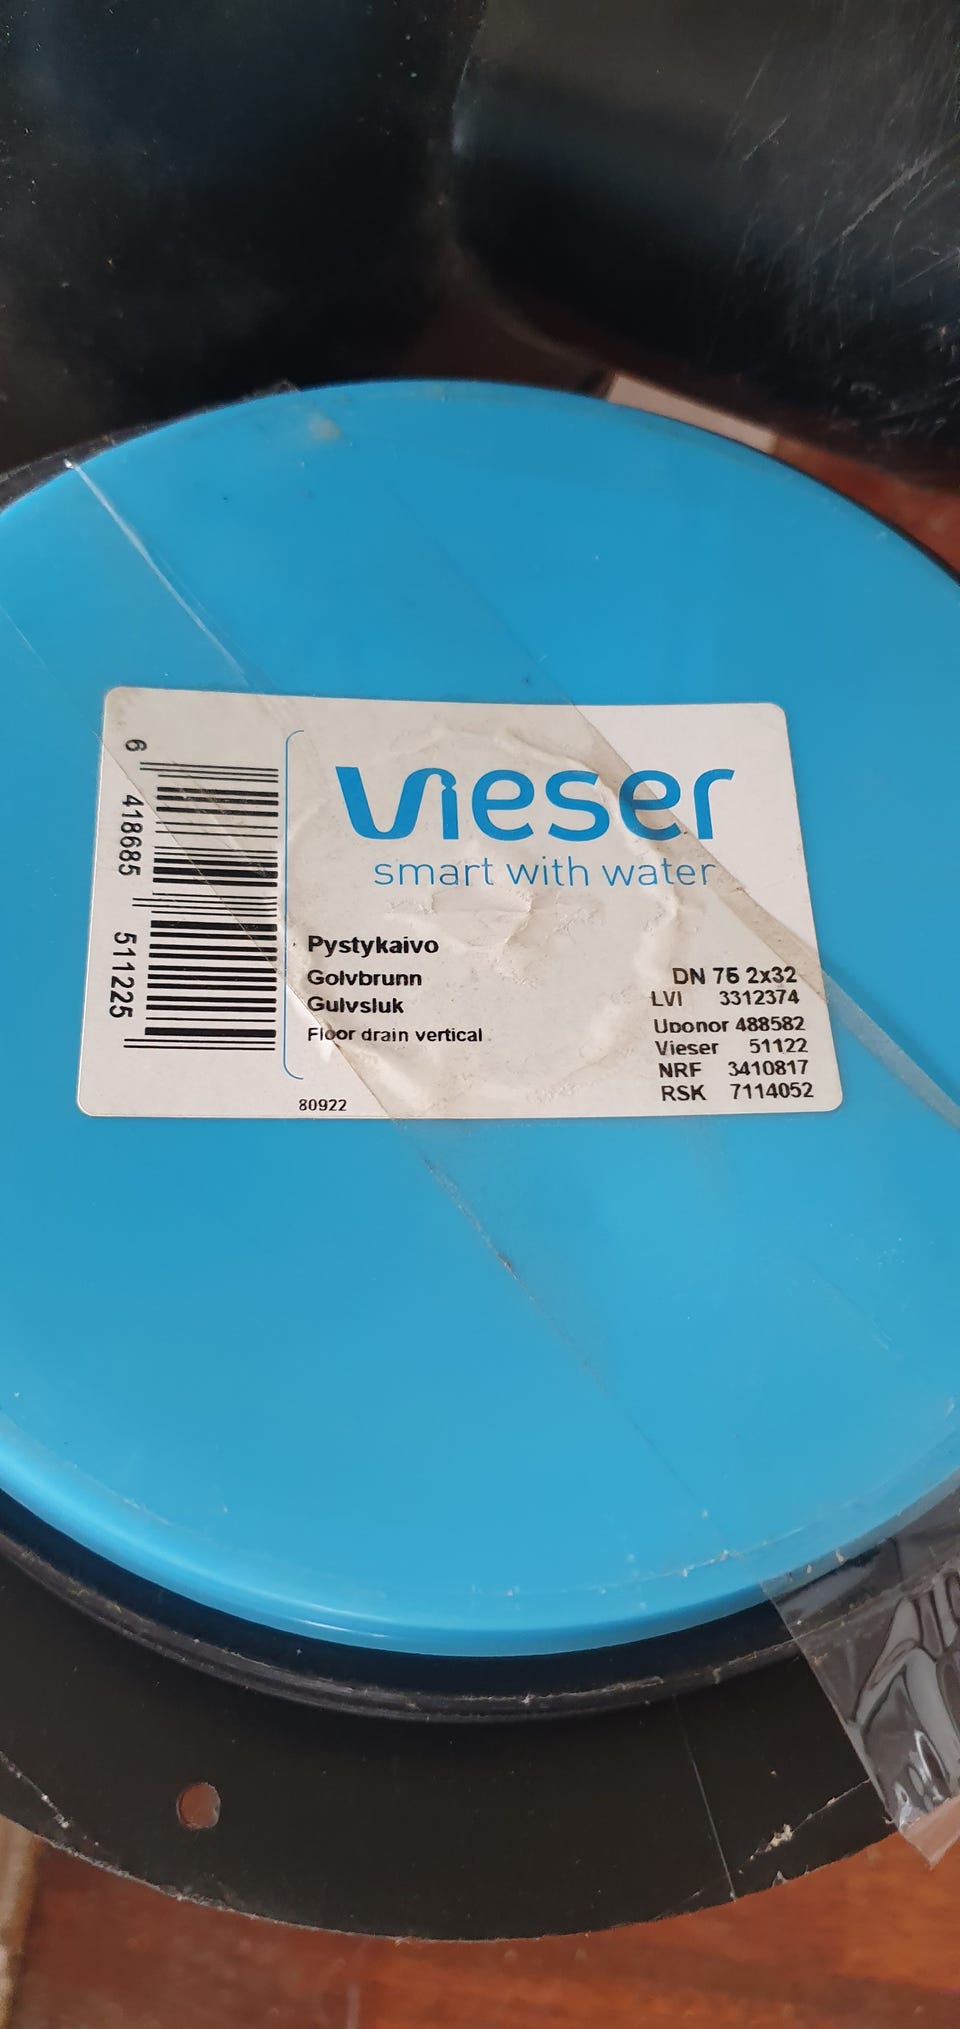 6 418685 511225
vieser
smart with water
Pystykaivo
Golvbrunn
Gulvsluk
Floor drain vertical
DN 75 2x32
LVI 3312374
Uponor 488582
Vieser 51122
NRF 3410817
RSK 7114052
80922